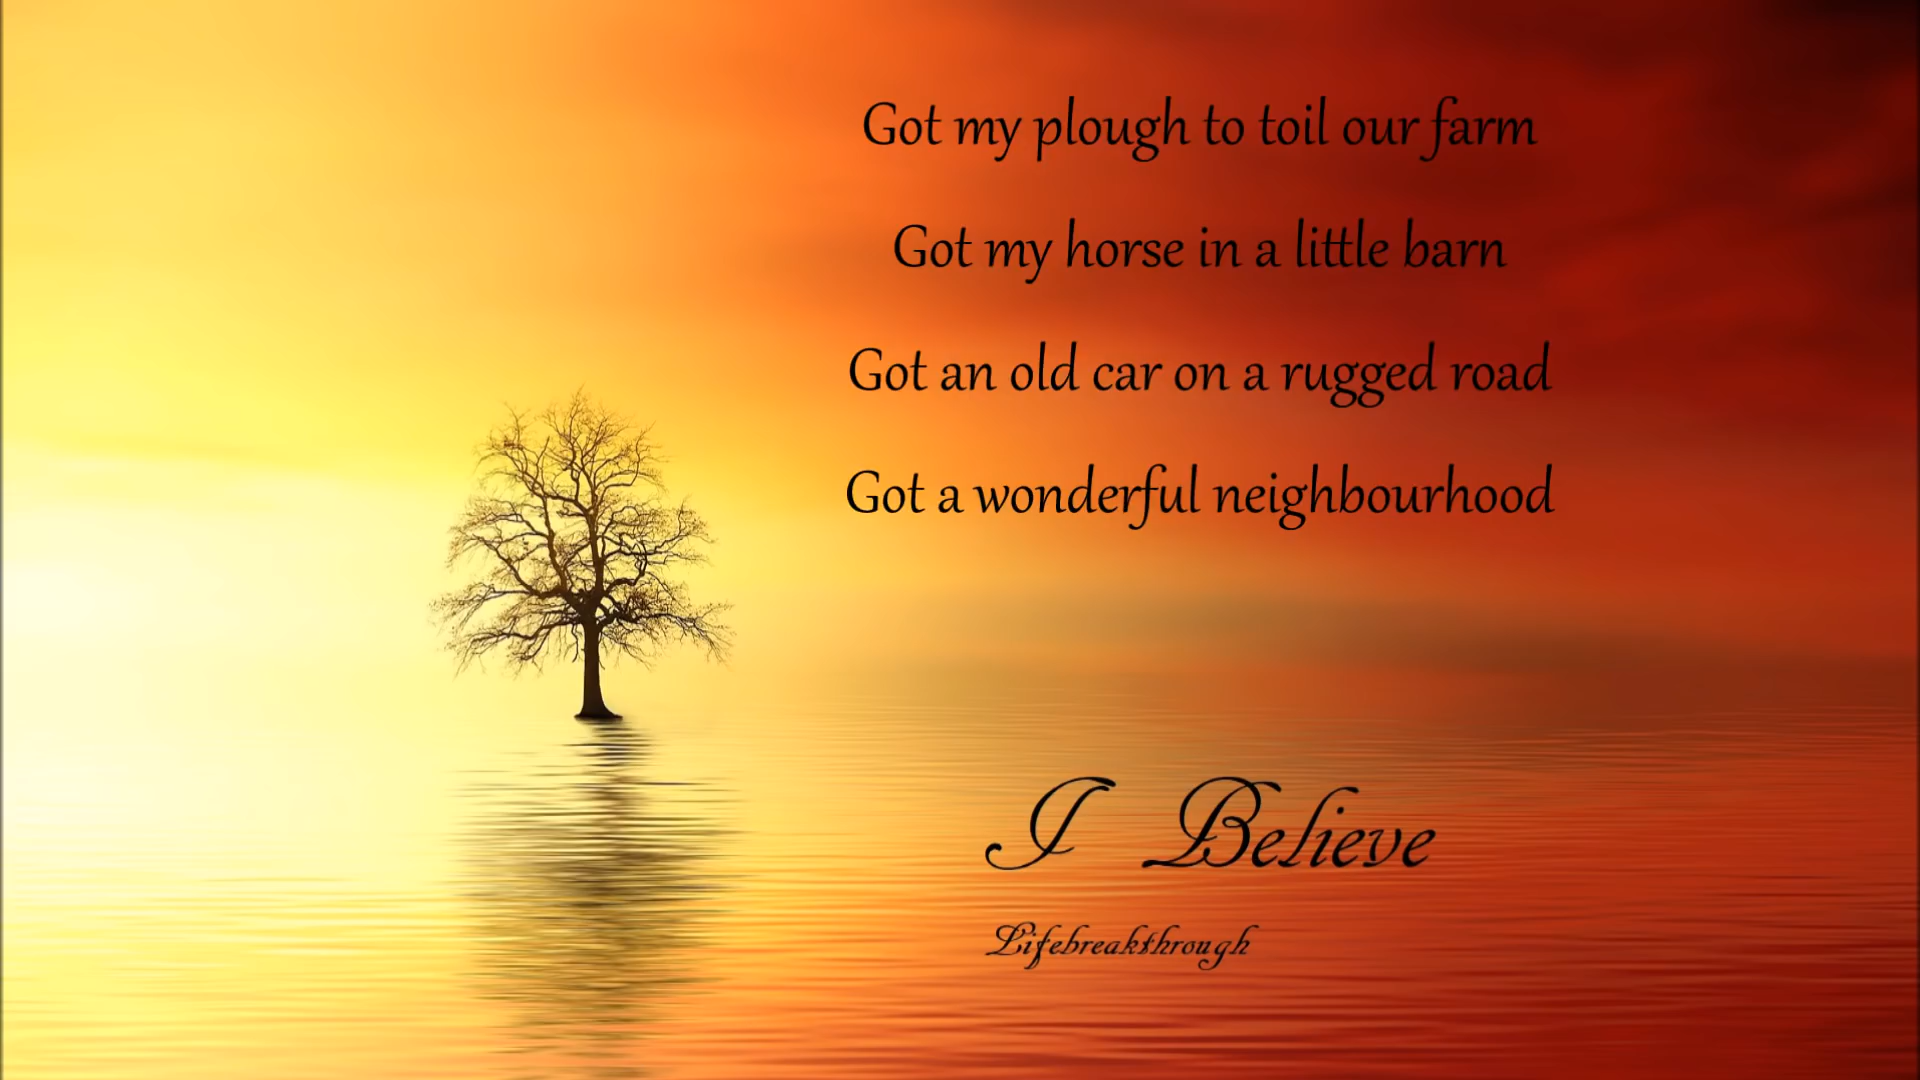 Got my plough to toil our farm
Got my horse in a little barn
Got an old car on a rugged road
Got a wonderful neighbourhood
I Believe
Lifebreakthrough